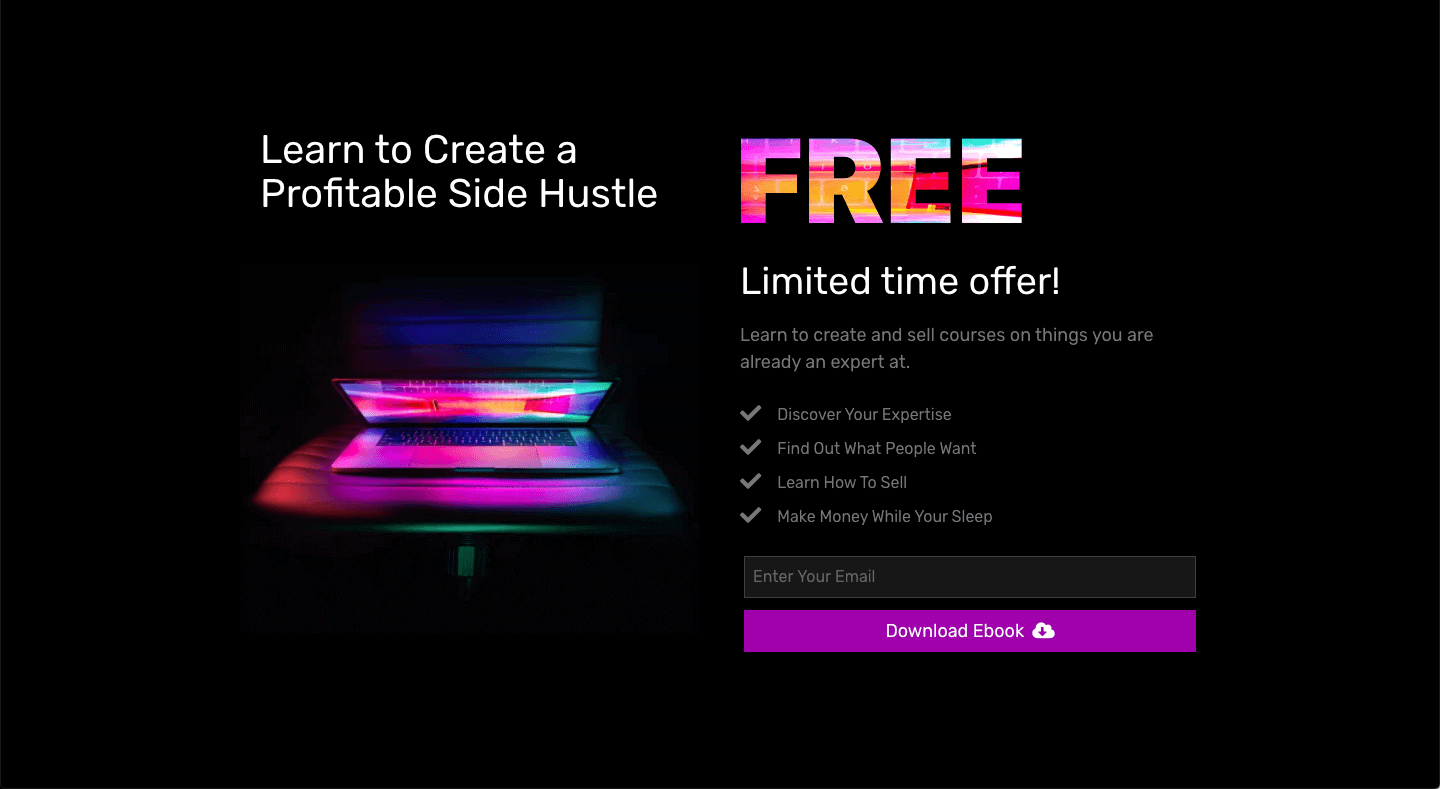 Learn to Create a
Profitable Side Hustle
FREE
Limited time offer!
Learn to create and sell courses on things you are
already an expert at.
Discover Your Expertise
Find Out What People Want
Learn How To Sell
Make Money While Your Sleep
Enter Your Email
Download Ebook